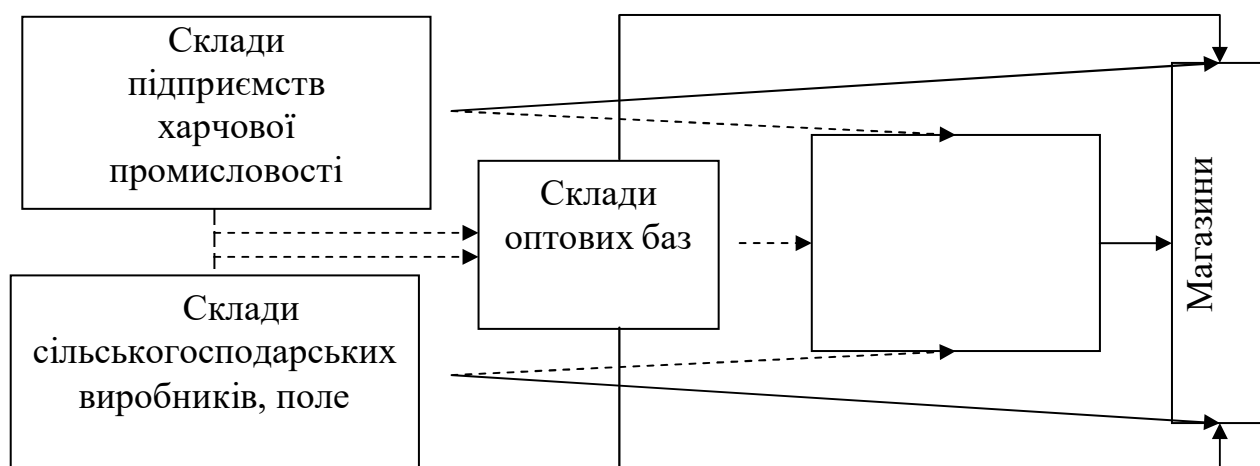 Склади
підприємств
харчової
промисловості
Склади
оптових баз
Магазини
Склади
сільськогосподарських
виробників, поле